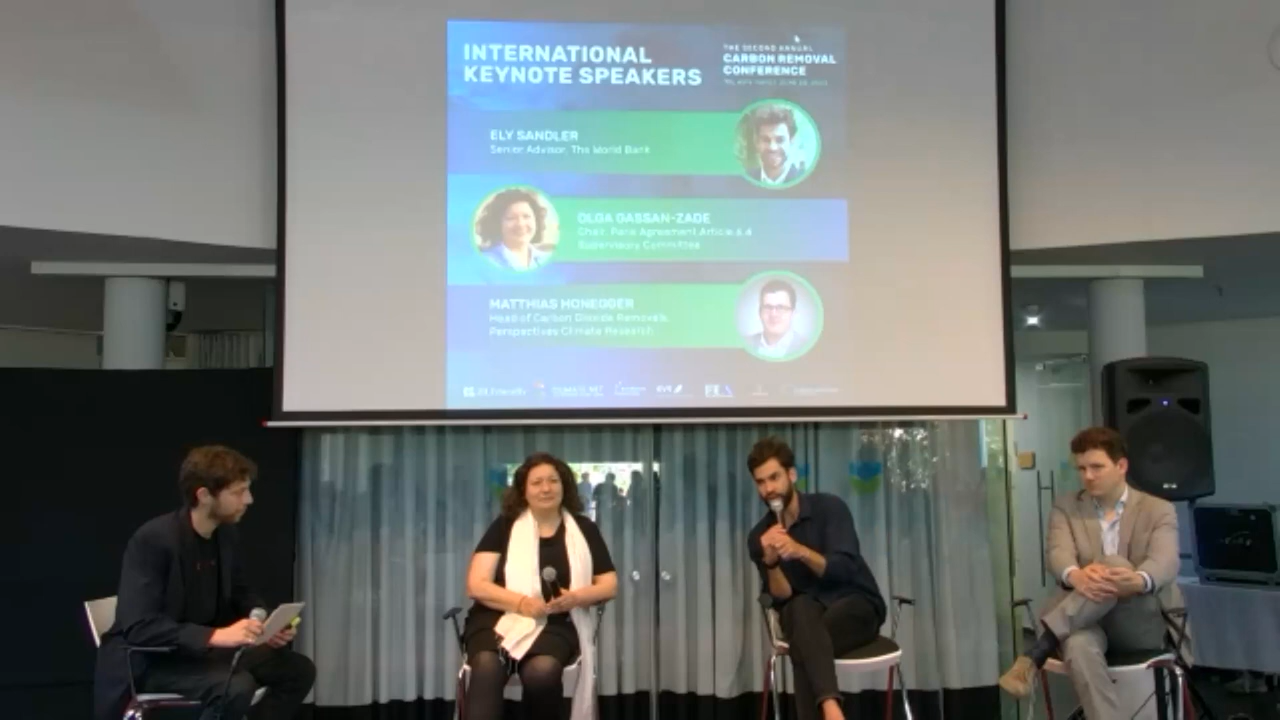 INTERNATIONAL
KEYNOTE SPEAKERS
THE SECOND ANNUAL
CARBON REMOVAL
CONFERENCE
ELY SANDLER
Senior Advisor, The World Bank
OLGA GASSAN-ZADE
Chair, Paris Agreement Article 6.4
Supervisory Committee
MATTHIAS HONEGGER
Head of Carbon Dioxide Removals,
Perspectives Climate Research